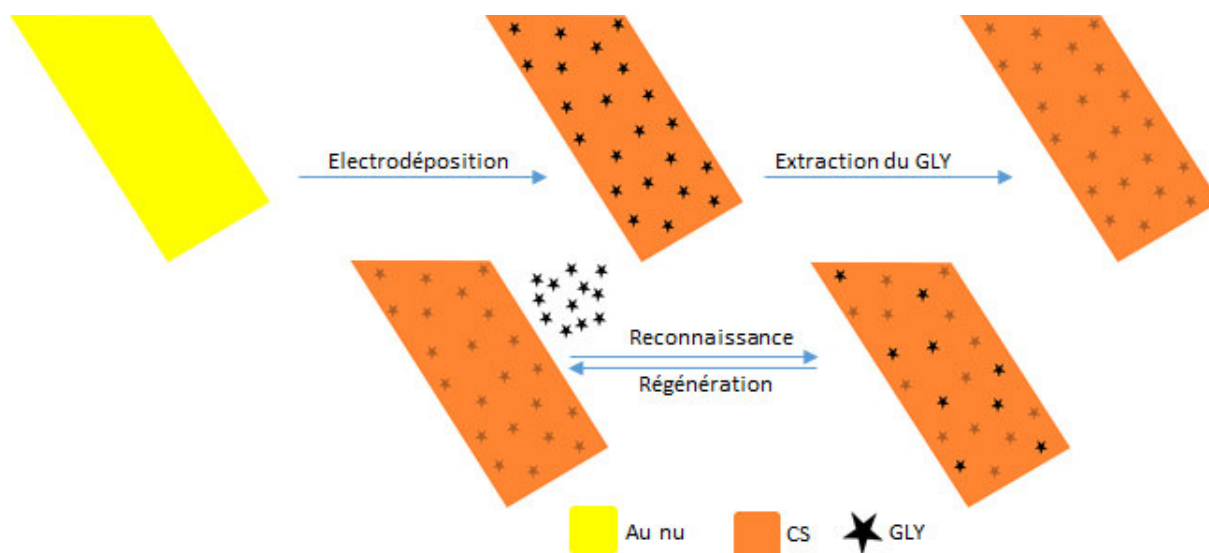 Electrodéposition
Extraction du GLY
Reconnaissance
Régénération
Au nu
CS
GLY